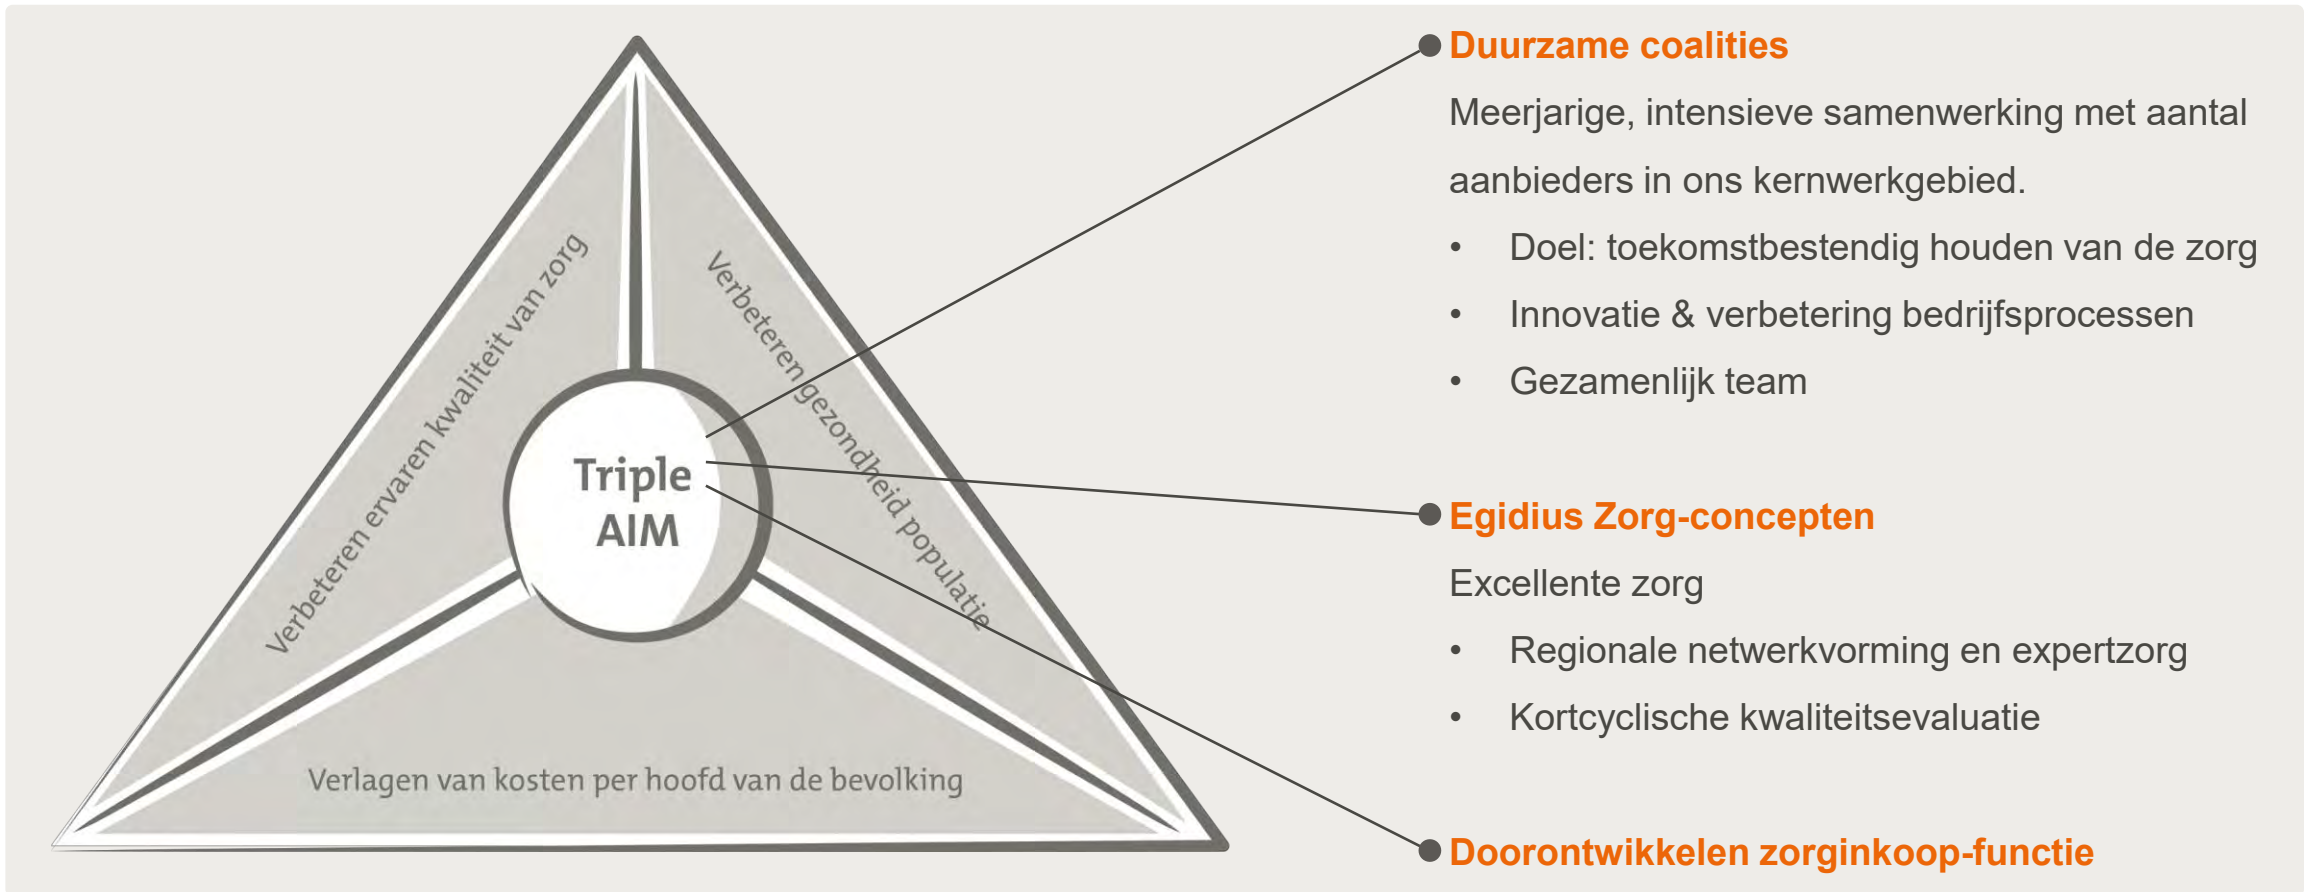 Verbeteren ervaren kwaliteit van zorg
Verbeteren gezondheid populatie
Triple
AIM
Verlagen van kosten per hoofd van de bevolking
Duurzame coalities
Meerjarige, intensieve samenwerking met aantal
aanbieders in ons kernwerkgebied.
• Doel: toekomstbestendig houden van de zorg
• Innovatie & verbetering bedrijfsprocessen
• Gezamenlijk team
Egidius Zorg-concepten
Excellente zorg
• Regionale netwerkvorming en expertzorg
• Kortcyclische kwaliteitsevaluatie
Doorontwikkelen zorginkoop-functie